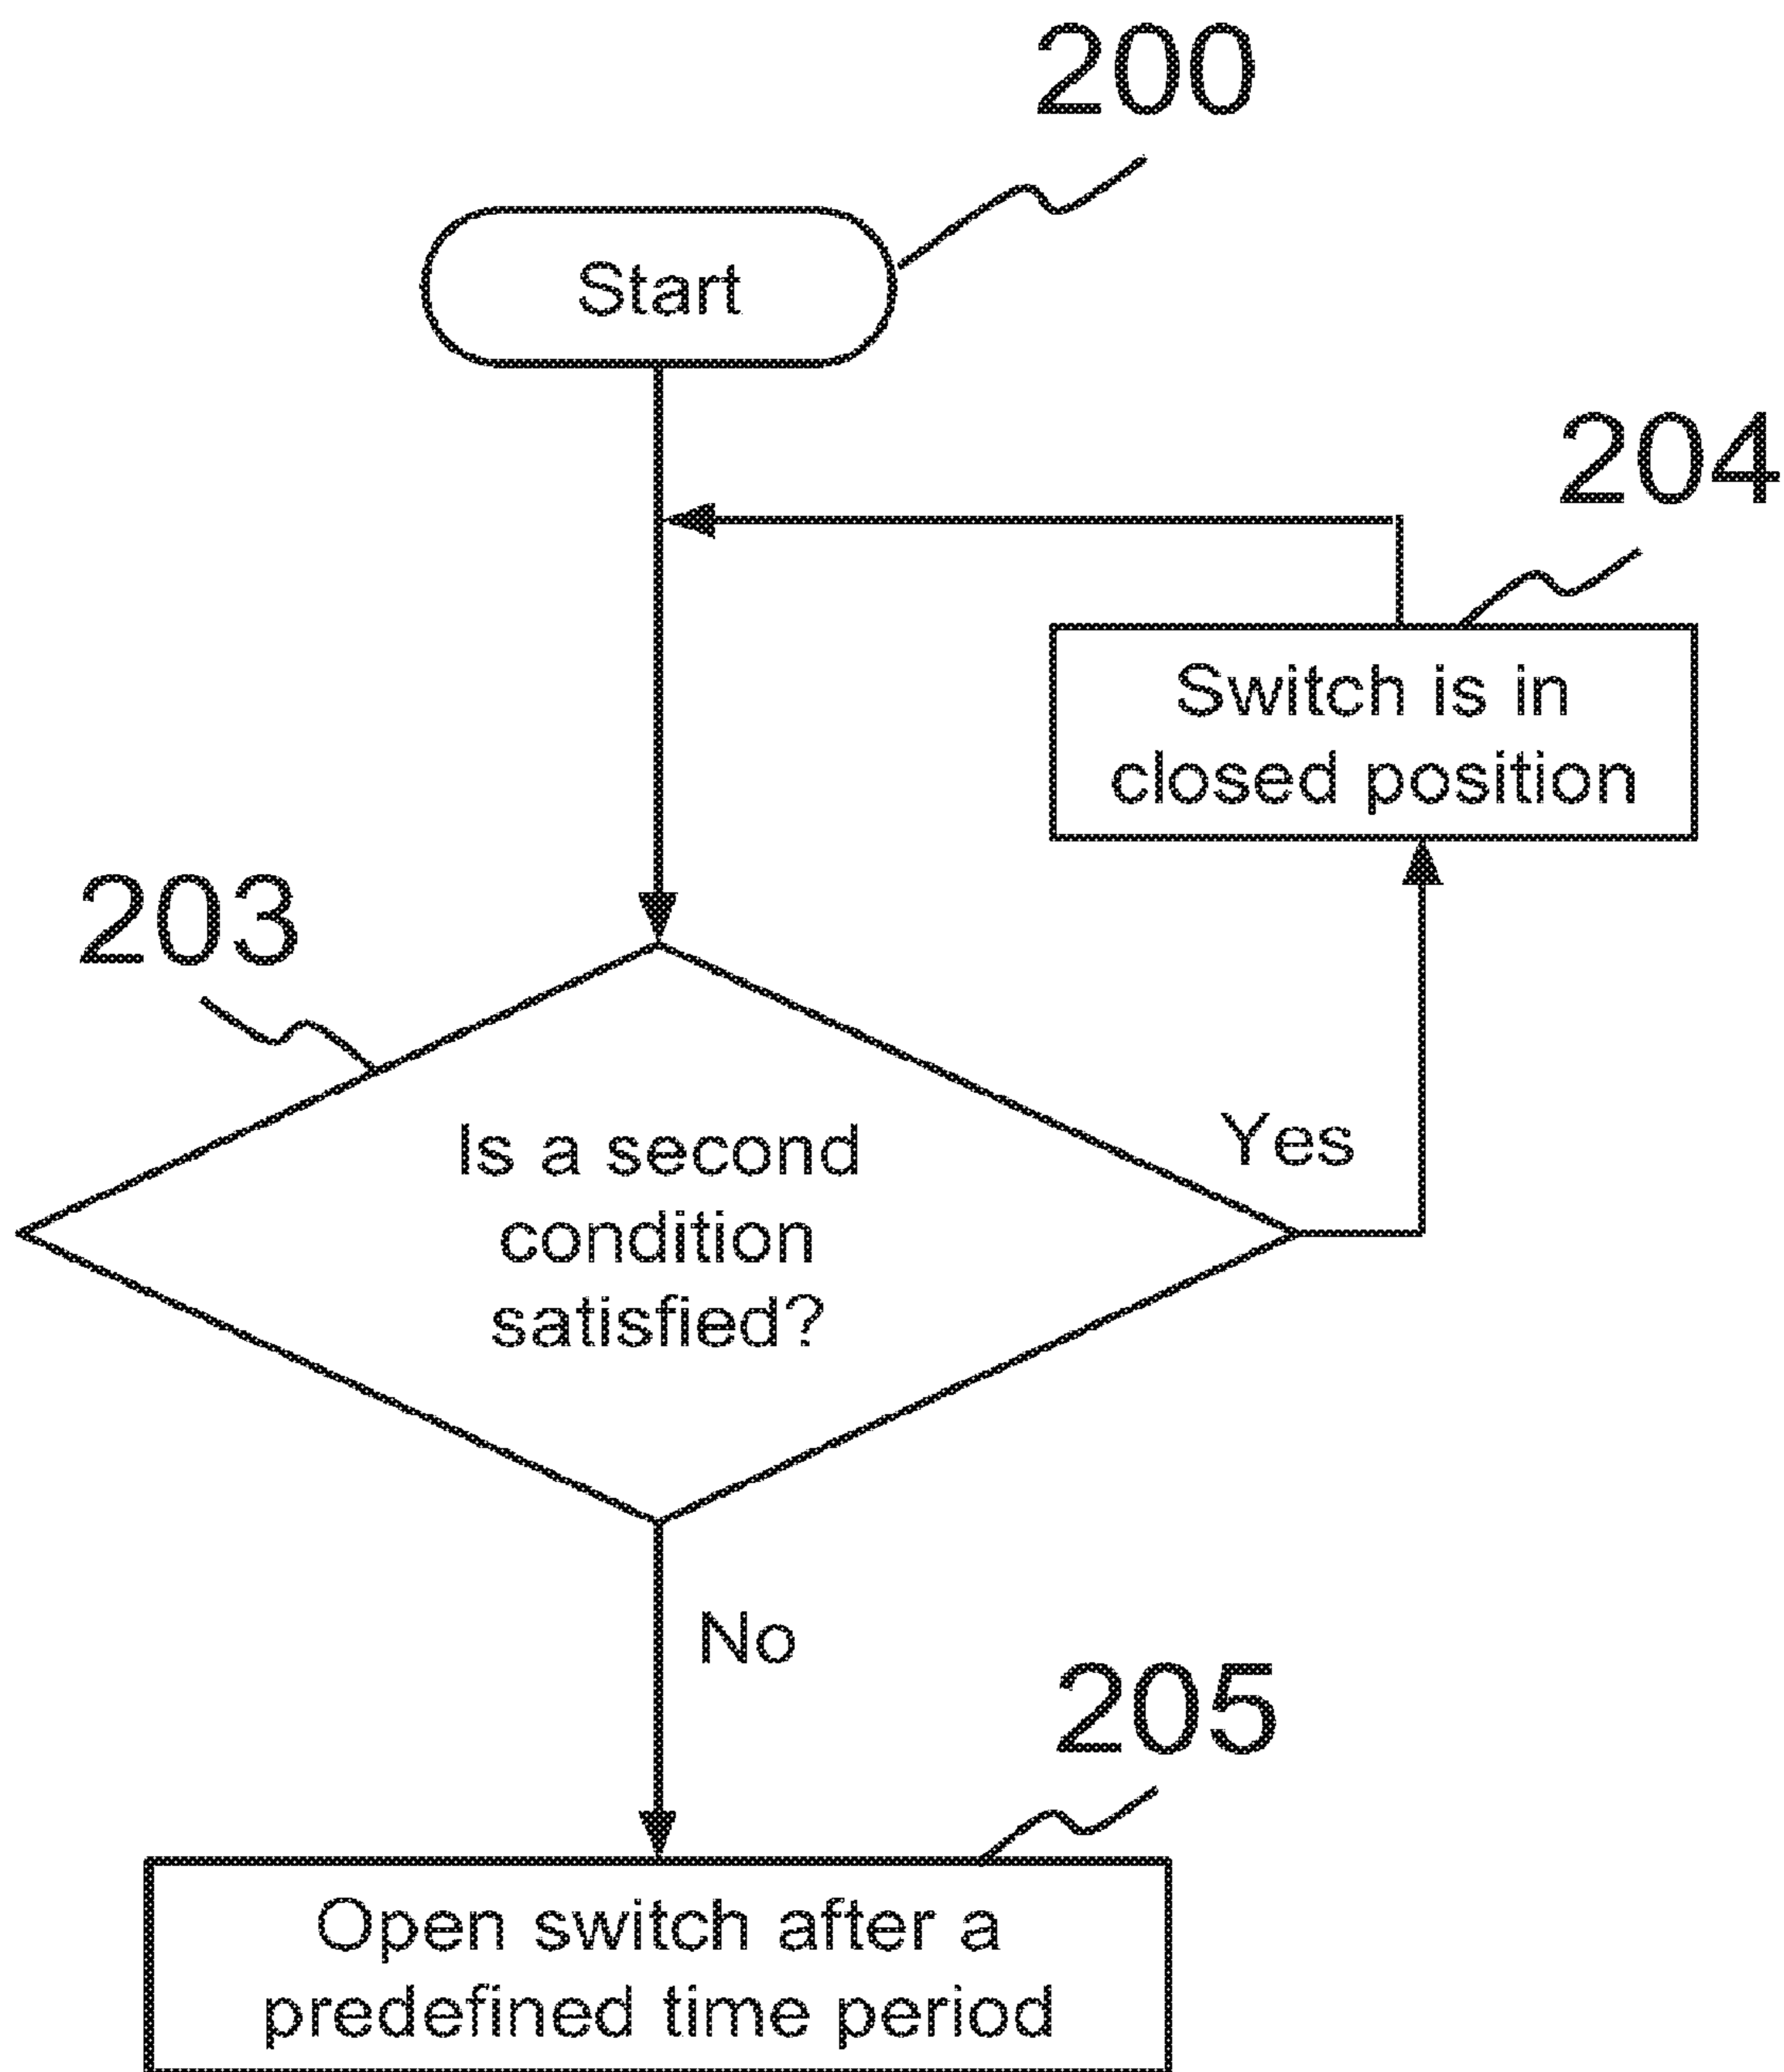 200
Start
204
Switch is in
closed position
203
Is a second
condition
satisfied?
Yes
No
205
Open switch after a
predefined time period